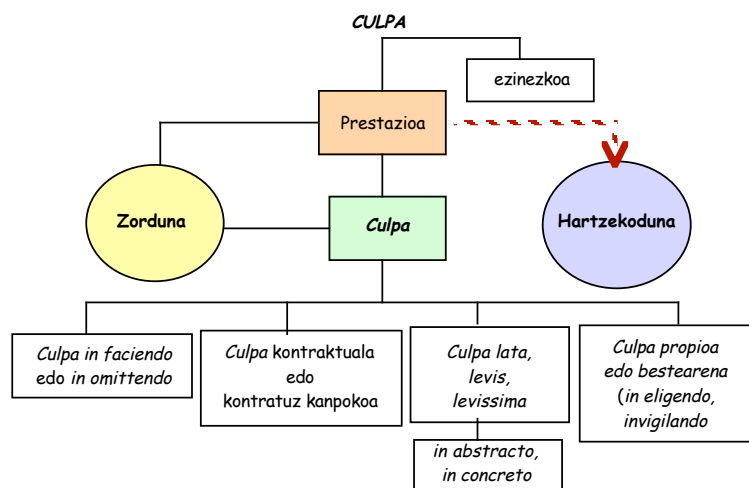 CULPA
ezinezkoa
Prestazioa
Zorduna
Culpa
Hartzekoduna
Culpa in faciendo
edo in omittendo
Culpa kontraktuala
edo
kontratuz kanpokoa
Culpa lata,
levis,
levissima
Culpa propioa
edo bestearena
(in eligendo,
invigilando
in abstracto,
in concreto